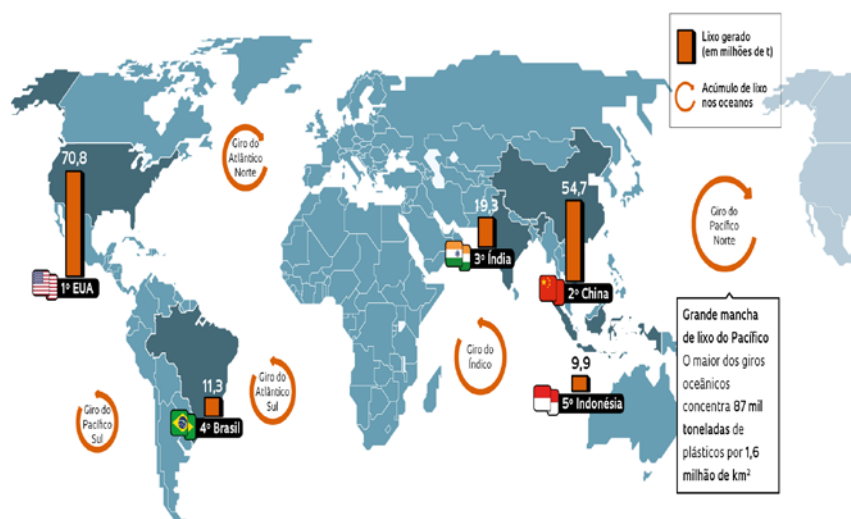 Lixo gerado
(em milhões de t)
Acúmulo de lixo
nos oceanos
70,8
1º EUA
Giro do
Atlântico
Norte
19,3
3º Índia
54,7
2º China
Giro do
Pacífico
Norte
11,3
4º Brasil
Giro do
Pacífico
Sul
Giro do
Atlântico
Sul
Giro do
Índico
9,9
5º Indonésia
Grande mancha
de lixo do Pacífico
O maior dos giros
oceânicos
concentra 87 mil
toneladas de
plásticos por 1,6
milhão de km²